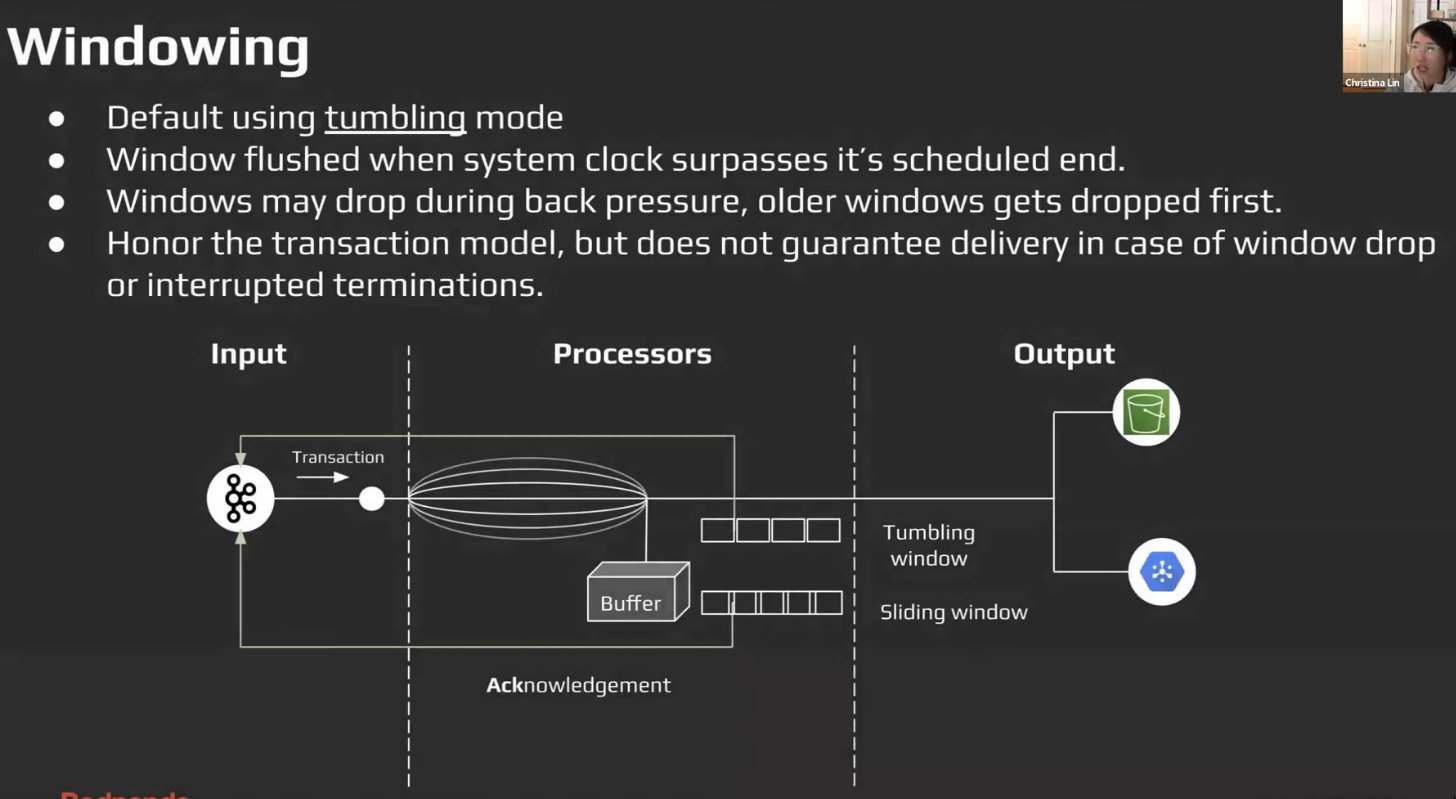 Windowing
Christina Lin
● Default using tumbling mode
● Window flushed when system clock surpasses it's scheduled end.
● Windows may drop during back pressure, older windows gets dropped first.
● Honor the transaction model, but does not guarantee delivery in case of window drop
or interrupted terminations.
Input
Processors
Output
Transaction
Tumbling
window
Buffer
Sliding window
Acknowledgement